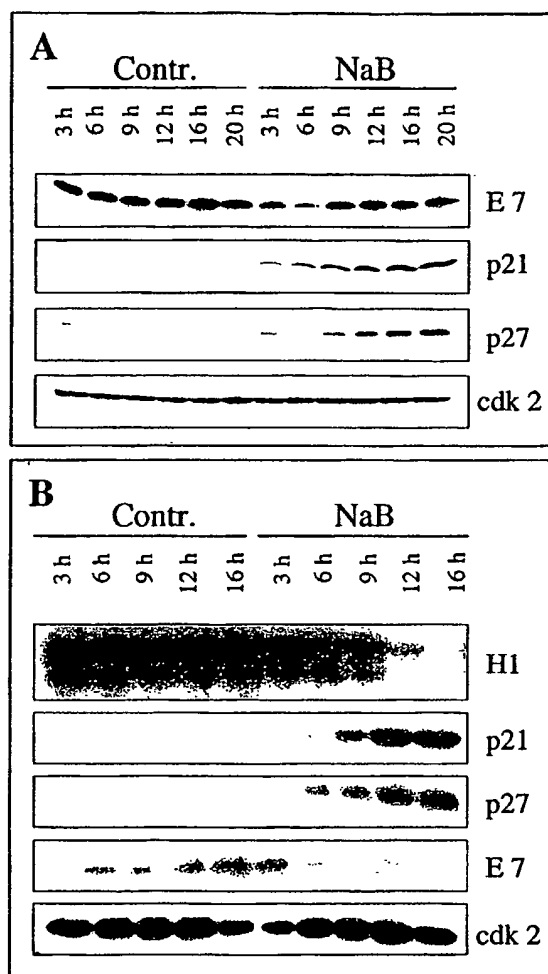 A
Contr. NaB
3 h 6 h 9 h 12 h 16 h 20 h 3 h 6 h 9 h 12 h 16 h 20 h
E 7
p21
p27
cdk 2
B
Contr. NaB
3 h 6 h 9 h 12 h 16 h 3 h 6 h 9 h 12 h 16 h
H1
p21
p27
E 7
cdk 2